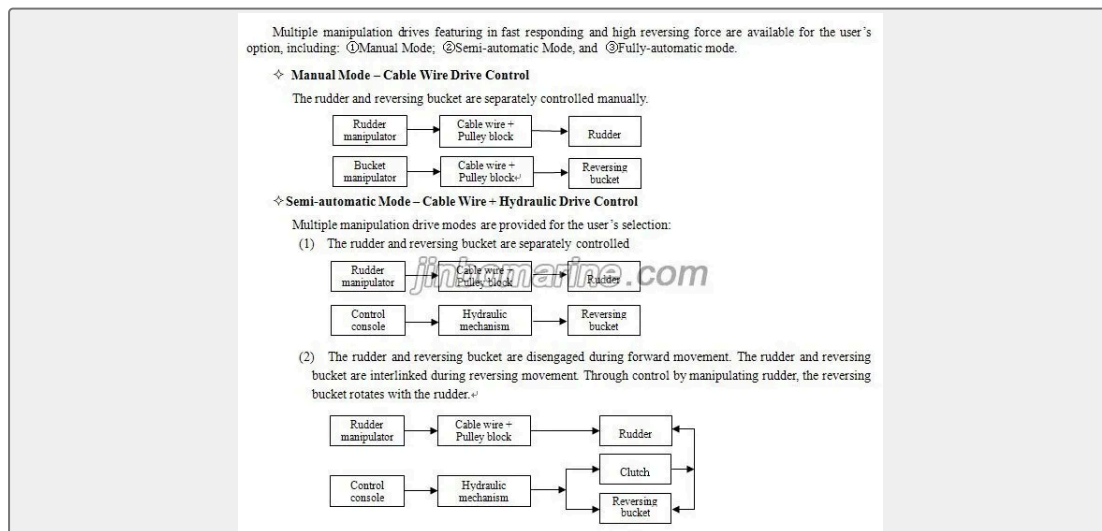 Multiple manipulation drives featuring in fast responding and high reversing force are available for the user's
option, including: ①Manual Mode; ②Semi-automatic Mode, and ③Fully-automatic mode.
✧ Manual Mode – Cable Wire Drive Control
The rudder and reversing bucket are separately controlled manually.
Rudder manipulator
Cable wire + Pulley block
Rudder
Bucket manipulator
Cable wire + Pulley block↵
Reversing bucket
✧ Semi-automatic Mode – Cable Wire + Hydraulic Drive Control
Multiple manipulation drive modes are provided for the user's selection:
(1) The rudder and reversing bucket are separately controlled
Rudder manipulator
Cable wire + Pulley block
Rudder
jinbomarine.com
Control console
Hydraulic mechanism
Reversing bucket
(2) The rudder and reversing bucket are disengaged during forward movement. The rudder and reversing
bucket are interlinked during reversing movement. Through control by manipulating rudder, the reversing
bucket rotates with the rudder.↵
Rudder manipulator
Cable wire + Pulley block
Rudder
Clutch
Control console
Hydraulic mechanism
Reversing bucket